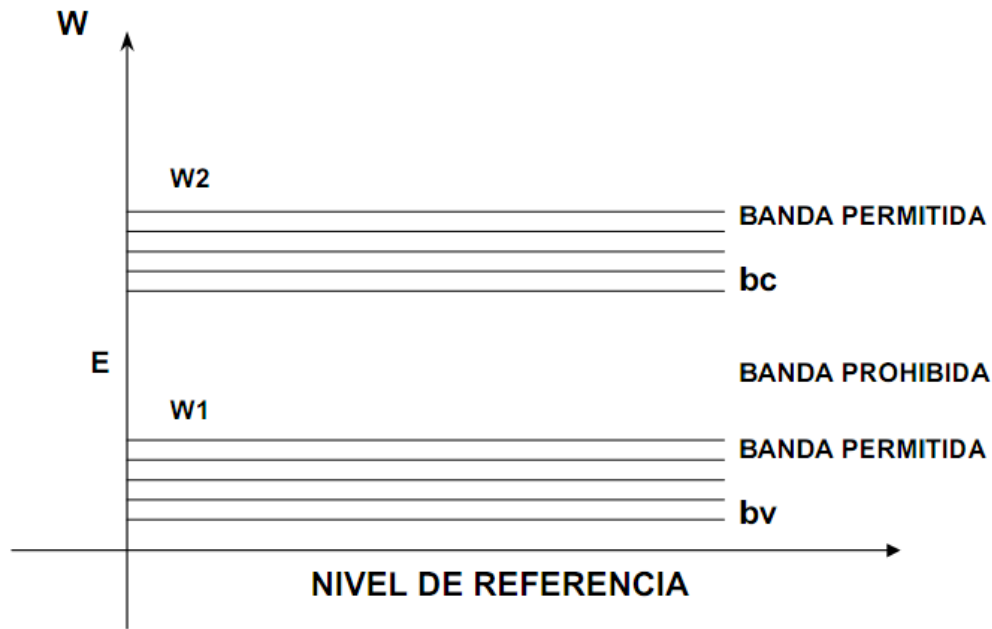 W
W2
BANDA PERMITIDA
bc
E
BANDA PROHIBIDA
W1
BANDA PERMITIDA
bv
NIVEL DE REFERENCIA